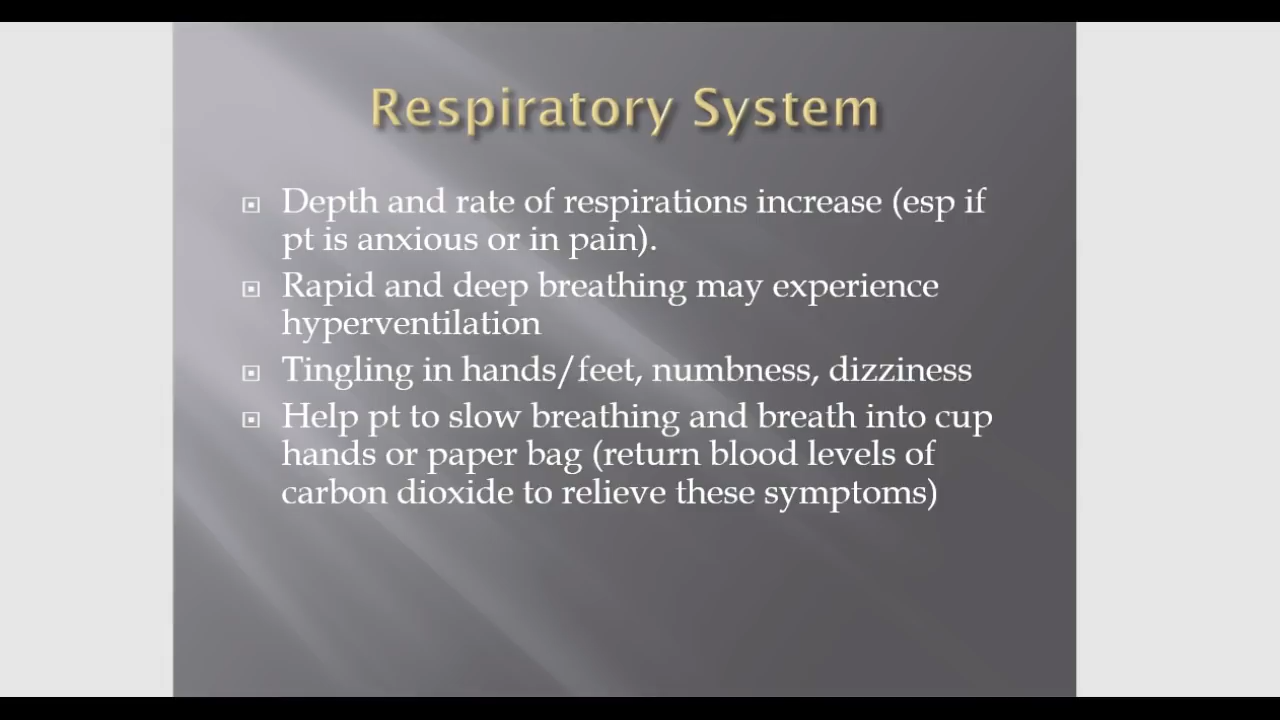 Respiratory System
Depth and rate of respirations increase (esp if
pt is anxious or in pain).
Rapid and deep breathing may experience
hyperventilation
Tingling in hands/feet, numbness, dizziness
Help pt to slow breathing and breath into cup
hands or paper bag (return blood levels of
carbon dioxide to relieve these symptoms)